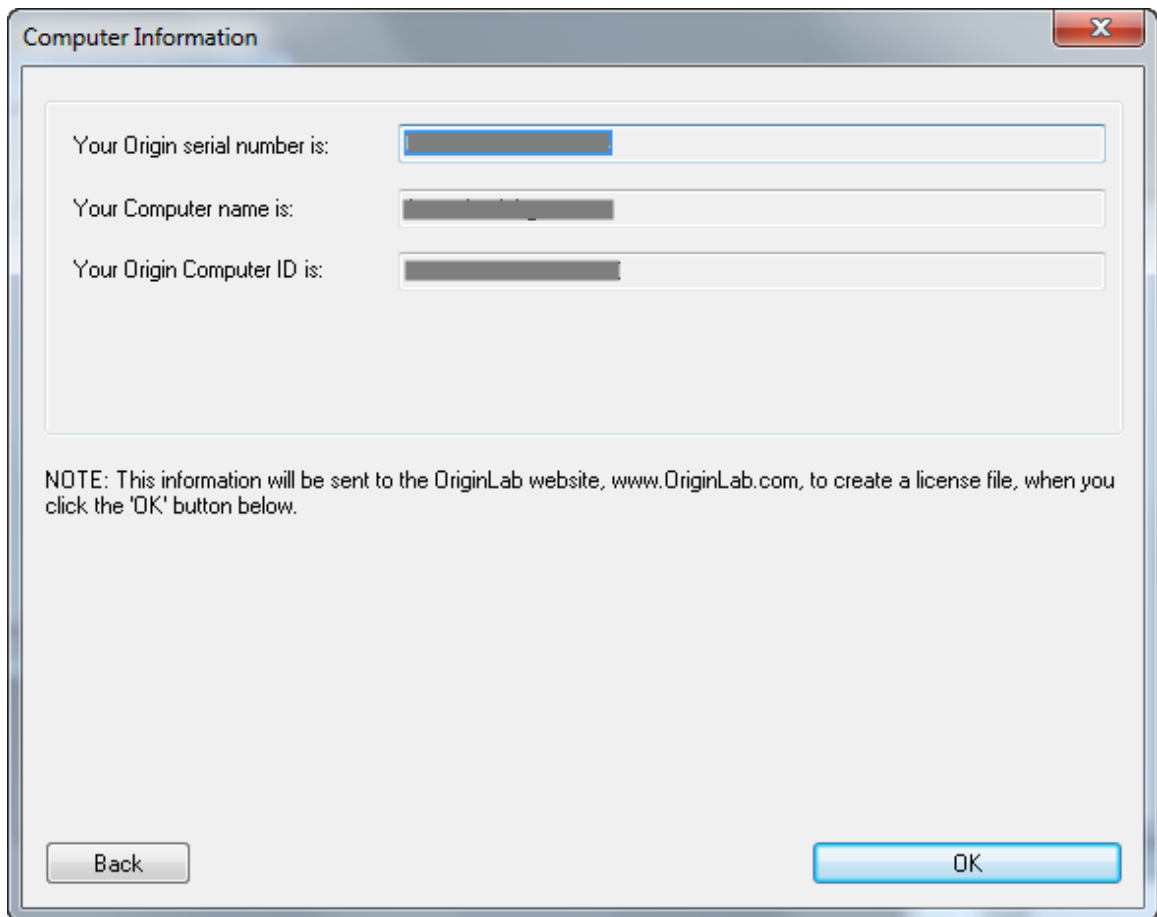 Computer Information
Your Origin serial number is:
Your Computer name is:
Your Origin Computer ID is:
NOTE: This information will be sent to the OriginLab website, www.OriginLab.com, to create a license file, when you
click the 'OK' button below.
Back
OK